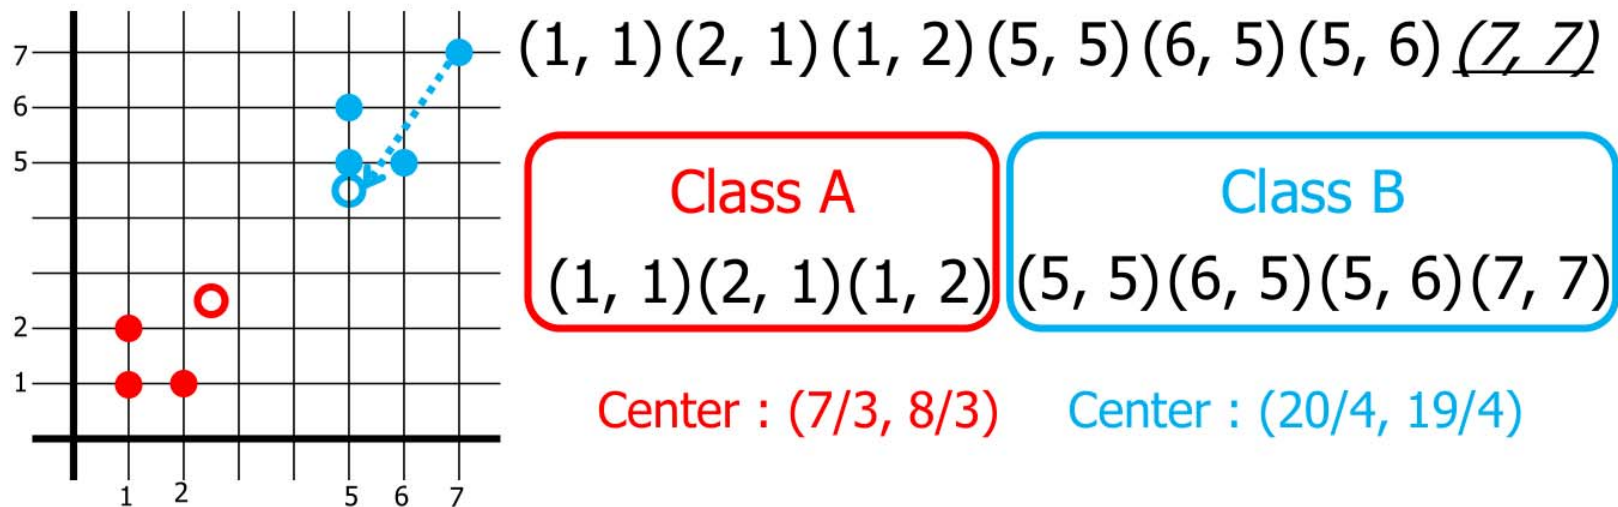 (1, 1)(2, 1)(1, 2)(5, 5)(6, 5)(5, 6)(7, 7)
7
6
5
2
1
1 2 5 6 7
Class A
(1, 1)(2, 1)(1, 2)
Center : (7/3, 8/3)
Class B
(5, 5)(6, 5)(5, 6)(7, 7)
Center : (20/4, 19/4)